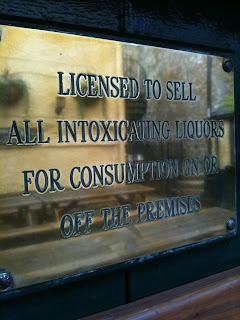 LICENSED TO SELL
ALL INTOXICATING LIQUORS
FOR CONSUMPTION ON OR
OFF THE PREMISES